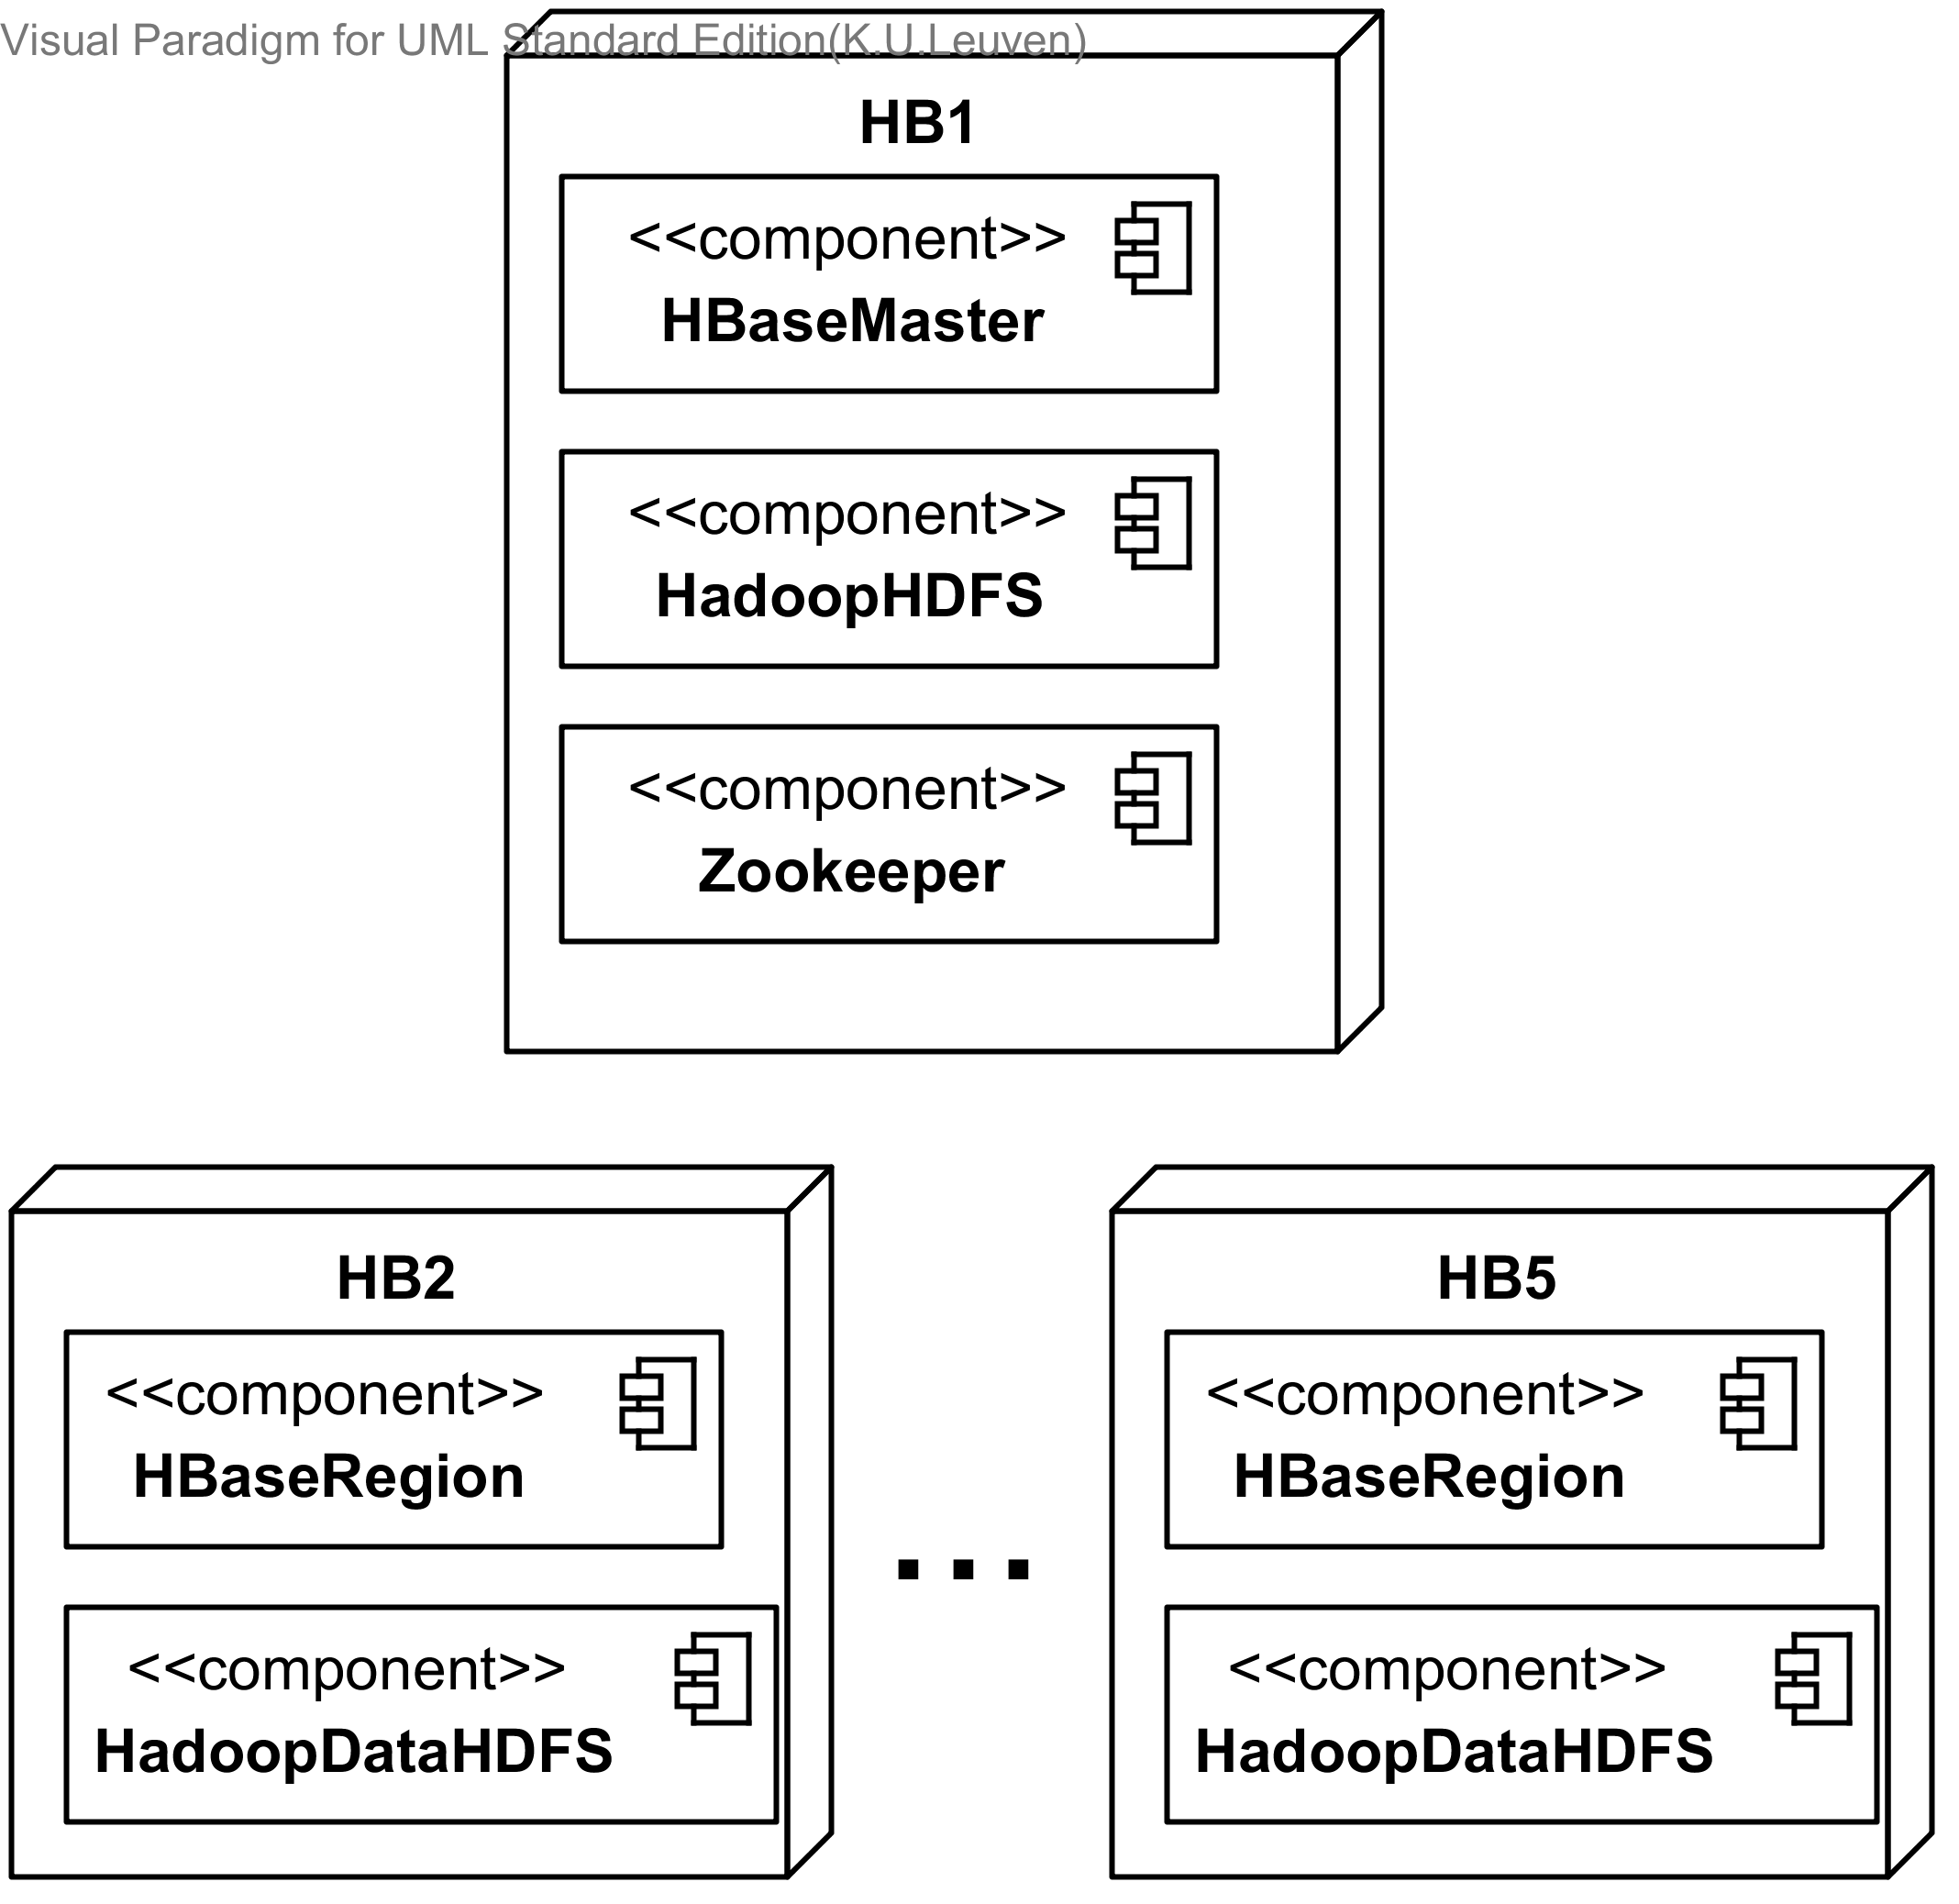 Visual Paradigm for UML Standard Edition(K.U.Leuven)
HB1
<<component>>
HBaseMaster
<<component>>
HadoopHDFS
<<component>>
Zookeeper
HB2
<<component>>
HBaseRegion
<<component>>
HadoopDataHDFS
...
HB5
<<component>>
HBaseRegion
<<component>>
HadoopDataHDFS